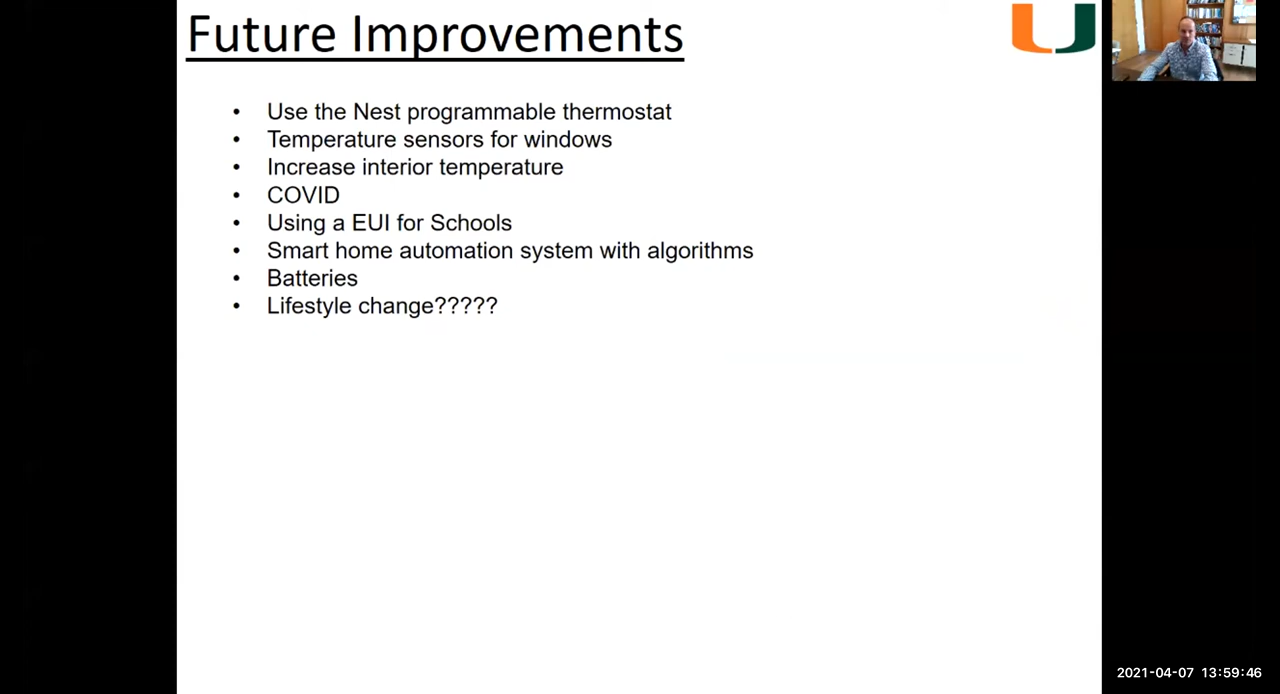 Future Improvements
• Use the Nest programmable thermostat
• Temperature sensors for windows
• Increase interior temperature
• COVID
• Using a EUI for Schools
• Smart home automation system with algorithms
• Batteries
• Lifestyle change?????
2021-04-07 13:59:46